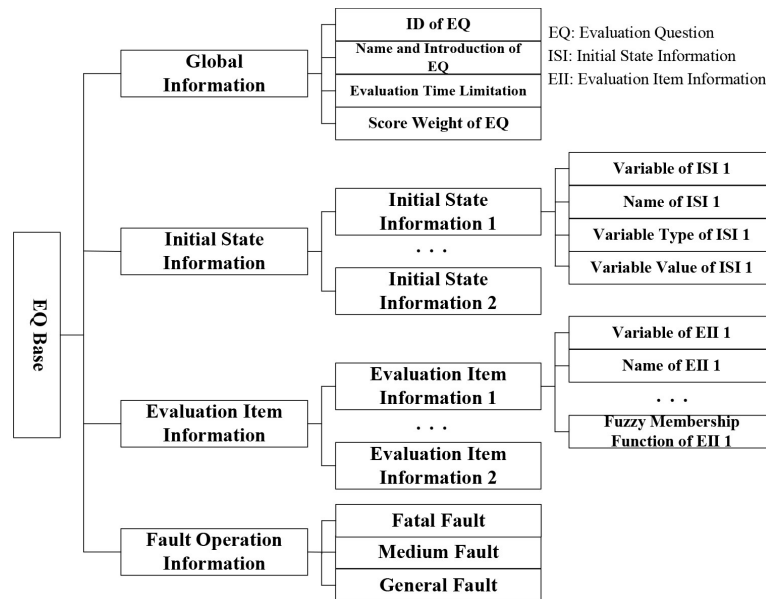 EQ Base
Global
Information
ID of EQ
Name and Introduction of
EQ
Evaluation Time Limitation
Score Weight of EQ
EQ: Evaluation Question
ISI: Initial State Information
EII: Evaluation Item Information
Initial State
Information
Initial State
Information 1
. . .
Initial State
Information 2
Variable of ISI 1
Name of ISI 1
Variable Type of ISI 1
Variable Value of ISI 1
Evaluation Item
Information
Evaluation Item
Information 1
. . .
Evaluation Item
Information 2
Variable of EII 1
Name of EII 1
. . .
Fuzzy Membership
Function of EII 1
Fault Operation
Information
Fatal Fault
Medium Fault
General Fault